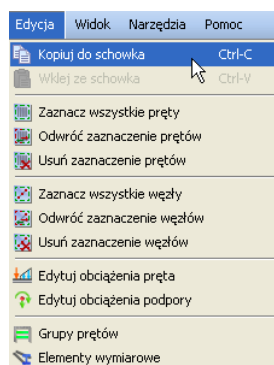 Edycja Widok Narzędzia Pomoc
Kopiuj do schowka Ctrl-C
Wklej ze schowka Ctrl-V
Zaznacz wszystkie pręty
Odwróć zaznaczenie prętów
Usuń zaznaczenie prętów
Zaznacz wszystkie węzły
Odwróć zaznaczenie węzłów
Usuń zaznaczenie węzłów
Edytuj obciążenia pręta
Edytuj obciążenia podpory
Grupy prętów
Elementy wymiarowe